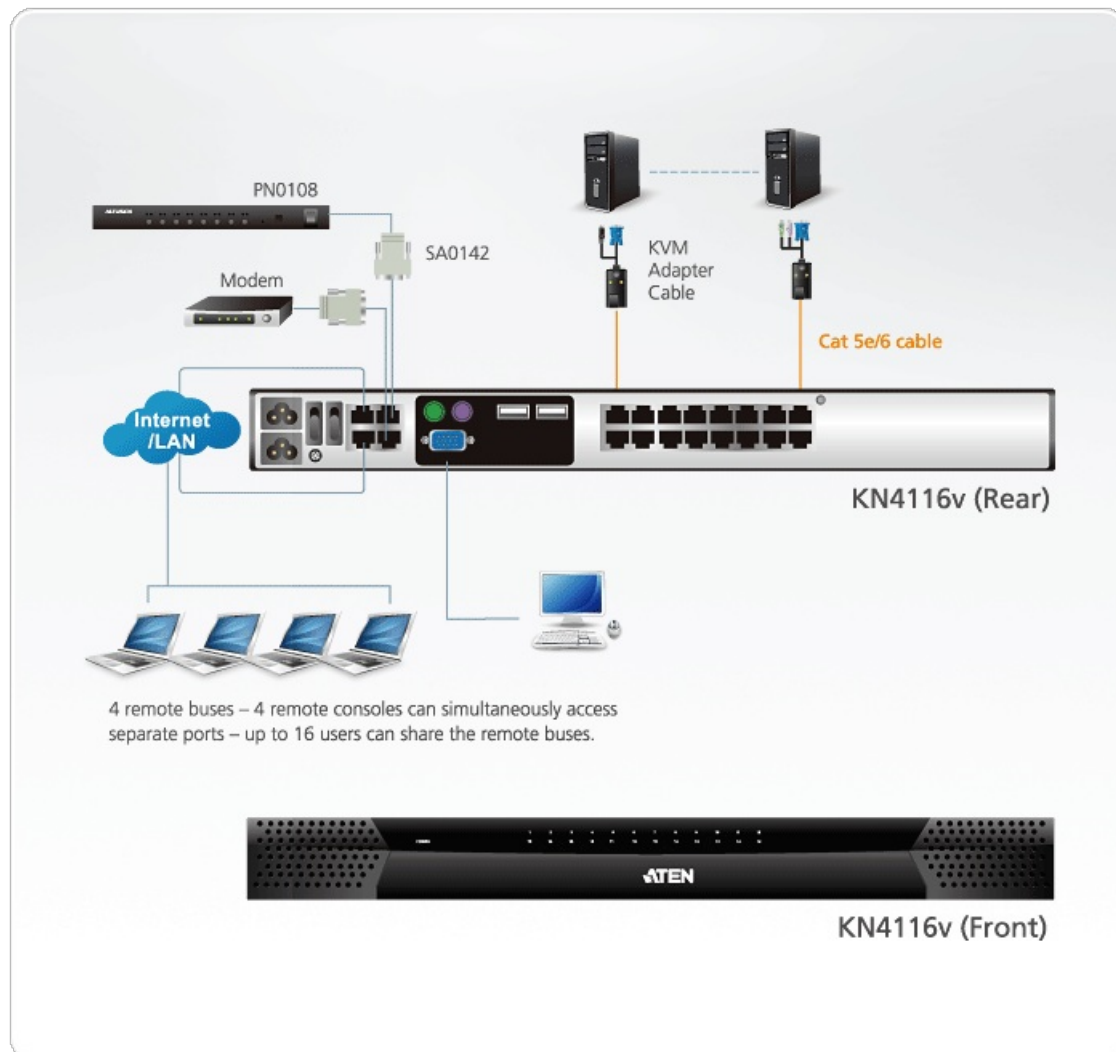 PN0108
SA0142
Modem
KVM
Adapter
Cable
Cat 5e/6 cable
Internet
/LAN
KN4116v (Rear)
4 remote buses – 4 remote consoles can simultaneously access
separate ports – up to 16 users can share the remote buses.
ATEN
KN4116v (Front)